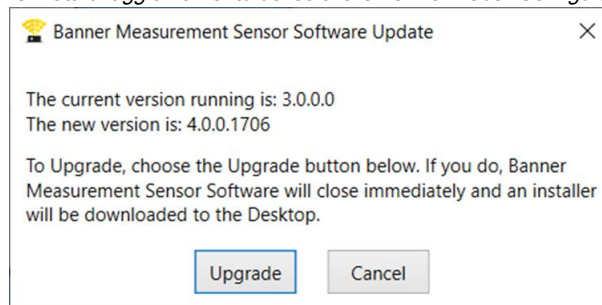 Banner Measurement Sensor Software Update
The current version running is: 3.0.0.0
The new version is: 4.0.0.1706
To Upgrade, choose the Upgrade button below. If you do, Banner
Measurement Sensor Software will close immediately and an installer
will be downloaded to the Desktop.
Upgrade Cancel